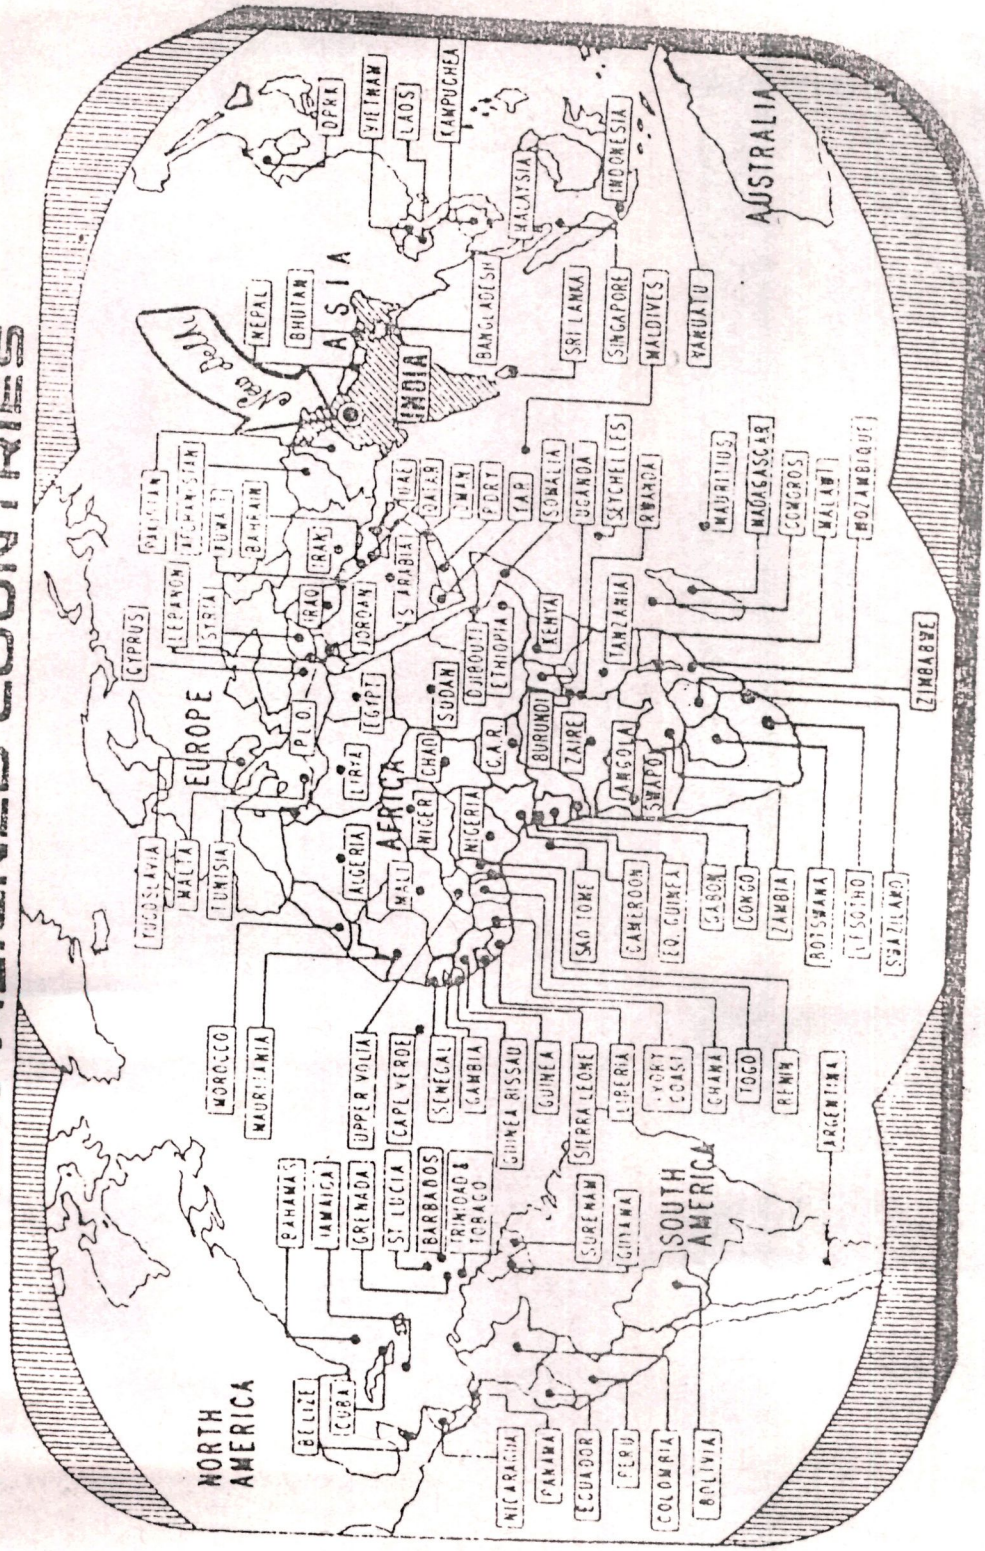 COUNTRIES
NORTH
AMERICA
BELIZE
CUBA
BAHAMAS
JAMAICA
GRENADA
ST LUCIA
BARBADOS
TRINIDAD &
TOBAGO
NICARAGUA
PANAMA
EQUADOR
PERU
COLOMBIA
BOLIVIA
SURENAM
GUYAMA
SOUTH
AMERICA
ARGENTINA
MOROCCO
MAURITANIA
UPPER VOLTA
CAPE VERDE
SENEGAL
GAMBIA
GUINEA BISSAU
GUINEA
SIERRA LEONE
LIBERIA
IVORY
COAST
GHANA
TOGO
BENIN
YUGOSLAVIA
MALTA
TUNISIA
EUROPE
CYPRUS
LEBANON
SYRIA
P.L.O.
ALGERIA
LIBYA
EGYPT
AFRICA
MALI
NIGER
CHAD
SUDAN
NIGERIA
C.A.R.
DJIBOUTI
ETHIOPIA
BURUNDI
ZAIRE
KENYA
ANGOLA
SWAPO
TANZANIA
SAO TOME
CAMEROON
EQ. GUINEA
GABON
CONGO
ZAMBIA
BOTSWANA
LESOTHO
SWAZILAND
ZIMBABWE
PAKISTAN
AFGHANISTAN
KUWAIT
BAHRAN
IRAQ
IRAN
JORDAN
S. ARABIA
UAE
QATAR
OMAN
PDRY
YAR
SOMALIA
UGANDA
SEYCHELLES
RWANDA
MAURITIUS
MADAGASCAR
COMOROS
MALAWI
MOZAMBIQUE
New Delhi
NEPAL
BHUTAN
ASIA
INDIA
BANGLADESH
SRI LANKA
SINGAPORE
MALDIVES
VANUATU
DPRA
VIETNAM
LAOS
KAMPUCHEA
MALAYSIA
INDONESIA
AUSTRALIA